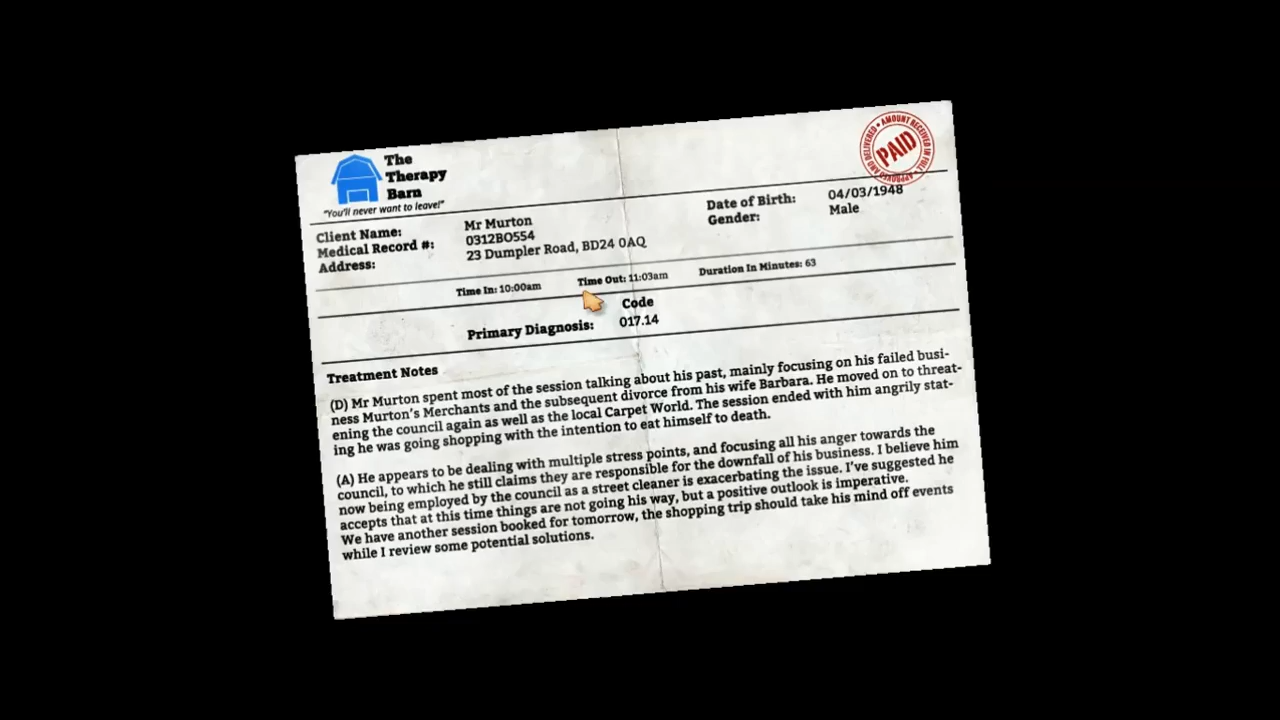 The
Therapy
Barn
"You'll never want to leave!"
AND DELIVERED • AMOUNT RECEIVED IN FULL • APPROVED
PAID
Client Name: Mr Murton
Medical Record #: 0312BO554
Address: 23 Dumpler Road, BD24 0AQ
Date of Birth: 04/03/1948
Gender: Male
Time In: 10:00am Time Out: 11:03am Duration In Minutes: 63
Code
Primary Diagnosis: 017.14
Treatment Notes
(D) Mr Murton spent most of the session talking about his past, mainly focusing on his failed busi-
ness Murton's Merchants and the subsequent divorce from his wife Barbara. He moved on to threat-
ening the council again as well as the local Carpet World. The session ended with him angrily stat-
ing he was going shopping with the intention to eat himself to death.
(A) He appears to be dealing with multiple stress points, and focusing all his anger towards the
council, to which he still claims they are responsible for the downfall of his business. I believe him
now being employed by the council as a street cleaner is exacerbating the issue. I've suggested he
accepts that at this time things are not going his way, but a positive outlook is imperative.
We have another session booked for tomorrow, the shopping trip should take his mind off events
while I review some potential solutions.